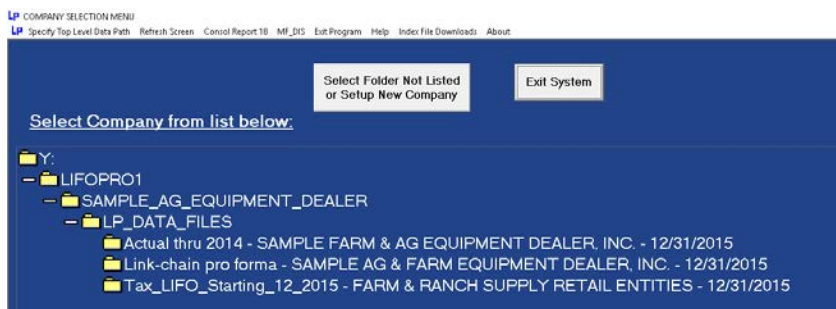 LP COMPANY SELECTION MENU
LP Specify Top Level Data Path Refresh Screen Consol Report 18 MF_DIS Exit Program Help Index File Downloads About
Select Folder Not Listed
or Setup New Company
Exit System
Select Company from list below:
Y:
LIFOPRO1
SAMPLE_AG_EQUIPMENT_DEALER
LP_DATA_FILES
Actual thru 2014 - SAMPLE FARM & AG EQUIPMENT DEALER, INC. - 12/31/2015
Link-chain pro forma - SAMPLE AG & FARM EQUIPMENT DEALER, INC. - 12/31/2015
Tax_LIFO_Starting_12_2015 - FARM & RANCH SUPPLY RETAIL ENTITIES - 12/31/2015